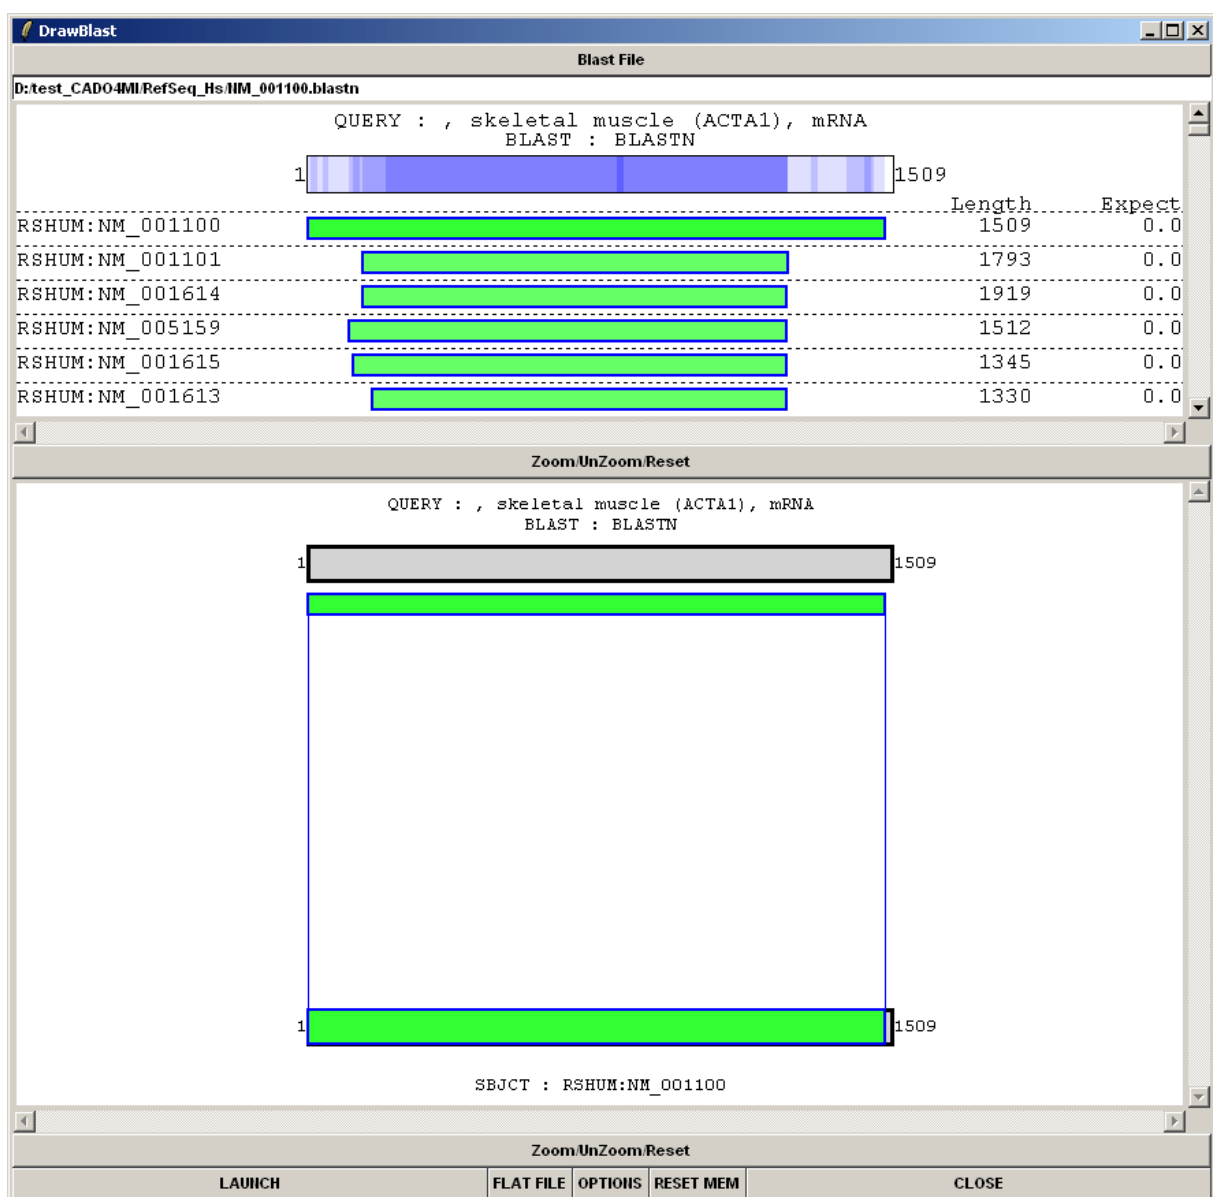 DrawBlast
Blast File
D:/test_CADO4MI/RefSeq_Hs/NM_001100.blastn
QUERY : , skeletal muscle (ACTA1), mRNA
BLAST : BLASTN
1 1509
Length Expect
RSHUM:NM_001100 1509 0.0
RSHUM:NM_001101 1793 0.0
RSHUM:NM_001614 1919 0.0
RSHUM:NM_005159 1512 0.0
RSHUM:NM_001615 1345 0.0
RSHUM:NM_001613 1330 0.0
Zoom/UnZoom/Reset
QUERY : , skeletal muscle (ACTA1), mRNA
BLAST : BLASTN
1 1509
1 1509
SBJCT : RSHUM:NM_001100
Zoom/UnZoom/Reset
LAUNCH FLAT FILE OPTIONS RESET MEM CLOSE